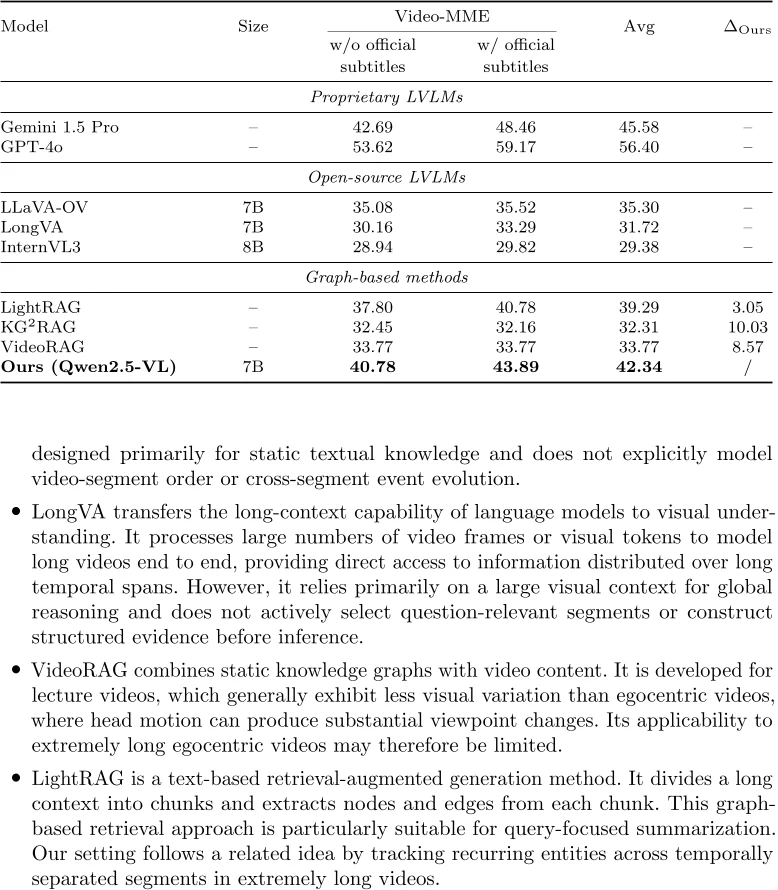 Model Size Video-MME Avg Δ_Ours
w/o official subtitles w/ official subtitles
Proprietary LVLMs
Gemini 1.5 Pro – 42.69 48.46 45.58 –
GPT-4o – 53.62 59.17 56.40 –
Open-source LVLMs
LLaVA-OV 7B 35.08 35.52 35.30 –
LongVA 7B 30.16 33.29 31.72 –
InternVL3 8B 28.94 29.82 29.38 –
Graph-based methods
LightRAG – 37.80 40.78 39.29 3.05
KG²RAG – 32.45 32.16 32.31 10.03
VideoRAG – 33.77 33.77 33.77 8.57
Ours (Qwen2.5-VL) 7B 40.78 43.89 42.34 /
designed primarily for static textual knowledge and does not explicitly model
video-segment order or cross-segment event evolution.
• LongVA transfers the long-context capability of language models to visual under-
standing. It processes large numbers of video frames or visual tokens to model
long videos end to end, providing direct access to information distributed over long
temporal spans. However, it relies primarily on a large visual context for global
reasoning and does not actively select question-relevant segments or construct
structured evidence before inference.
• VideoRAG combines static knowledge graphs with video content. It is developed for
lecture videos, which generally exhibit less visual variation than egocentric videos,
where head motion can produce substantial viewpoint changes. Its applicability to
extremely long egocentric videos may therefore be limited.
• LightRAG is a text-based retrieval-augmented generation method. It divides a long
context into chunks and extracts nodes and edges from each chunk. This graph-
based retrieval approach is particularly suitable for query-focused summarization.
Our setting follows a related idea by tracking recurring entities across temporally
separated segments in extremely long videos.